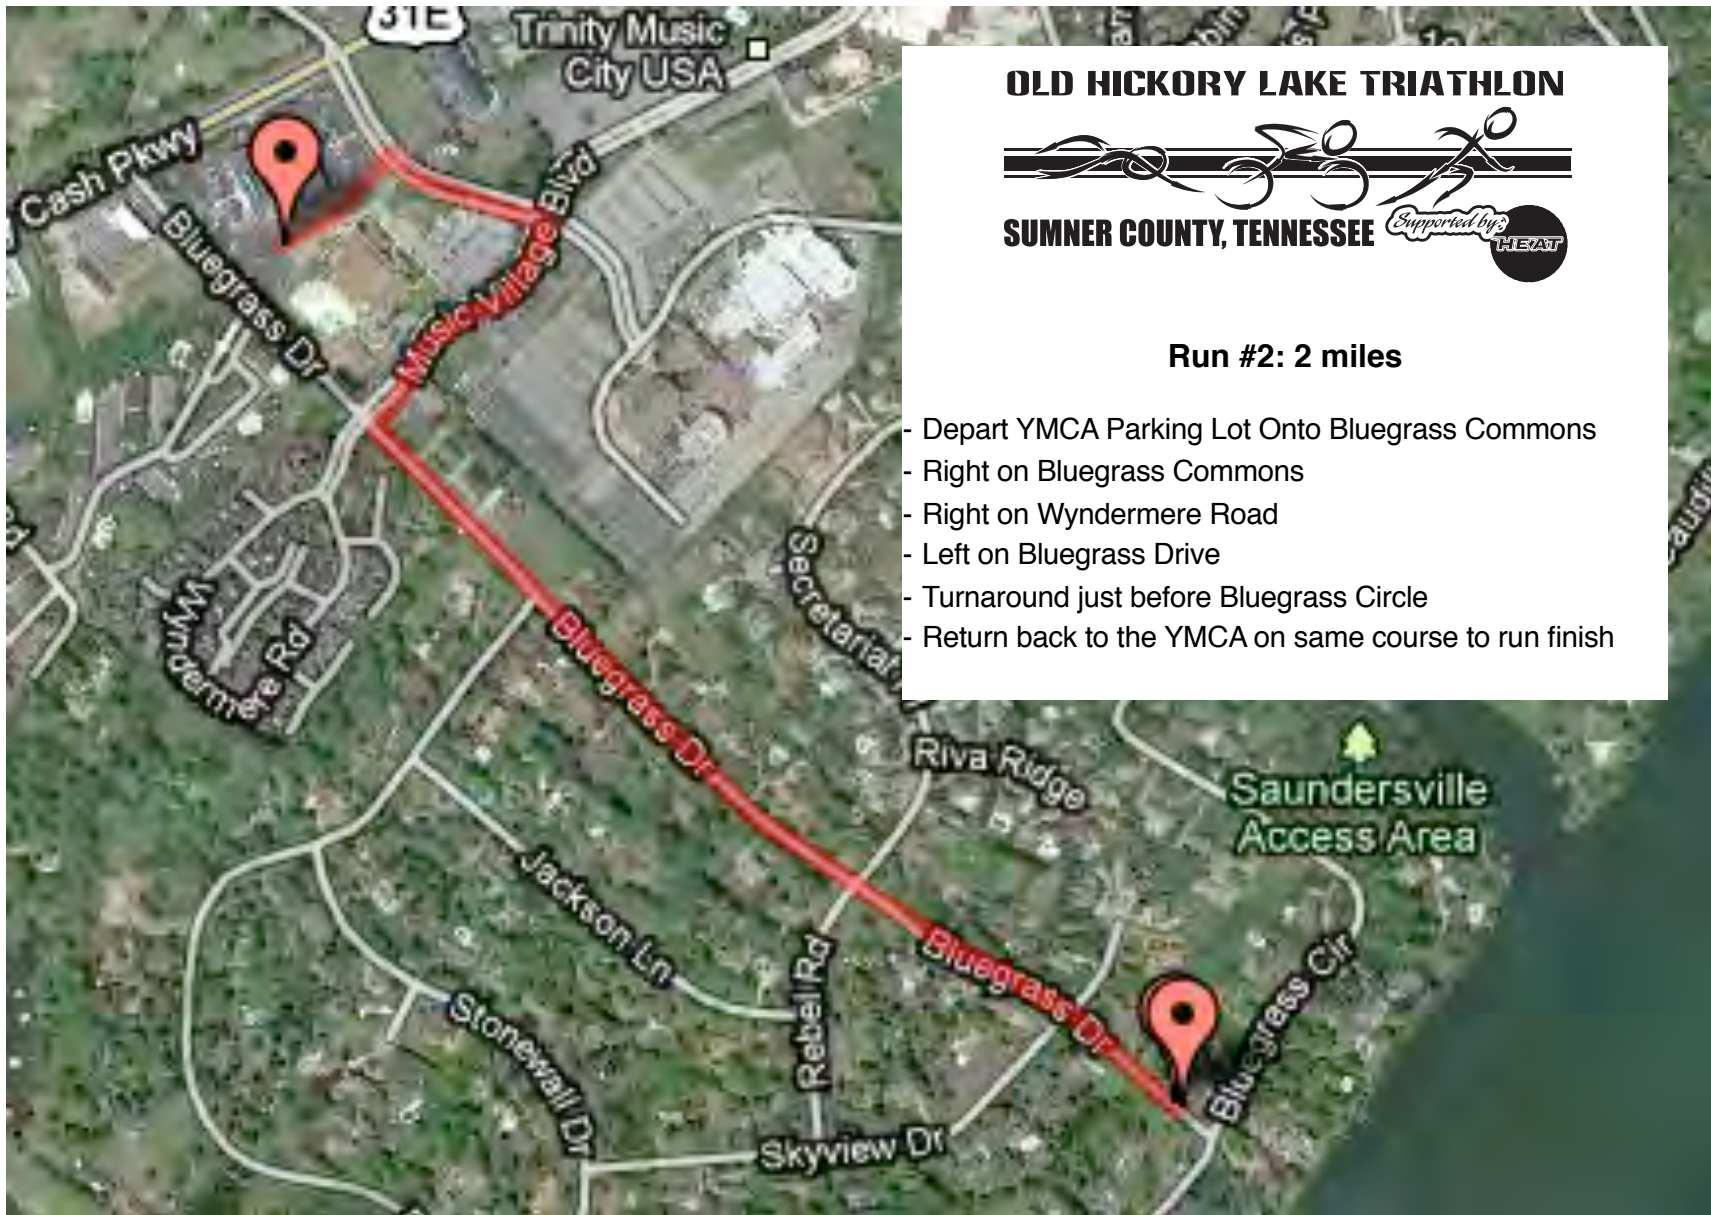 31E
Trinity Music
City USA
Cash Pkwy
Bluegrass Dr
Music Village Blvd
OLD HICKORY LAKE TRIATHLON
SUMNER COUNTY, TENNESSEE
Supported by:
HEAT
Run #2: 2 miles
- Depart YMCA Parking Lot Onto Bluegrass Commons
- Right on Bluegrass Commons
- Right on Wyndermere Road
- Left on Bluegrass Drive
- Turnaround just before Bluegrass Circle
- Return back to the YMCA on same course to run finish
Secretariat
Wyndermere Rd
Bluegrass Dr
Riva Ridge
Saundersville
Access Area
Jackson Ln
Rebel Rd
Bluegrass Dr
Bluegrass Cir
Stonewall Dr
Skyview Dr